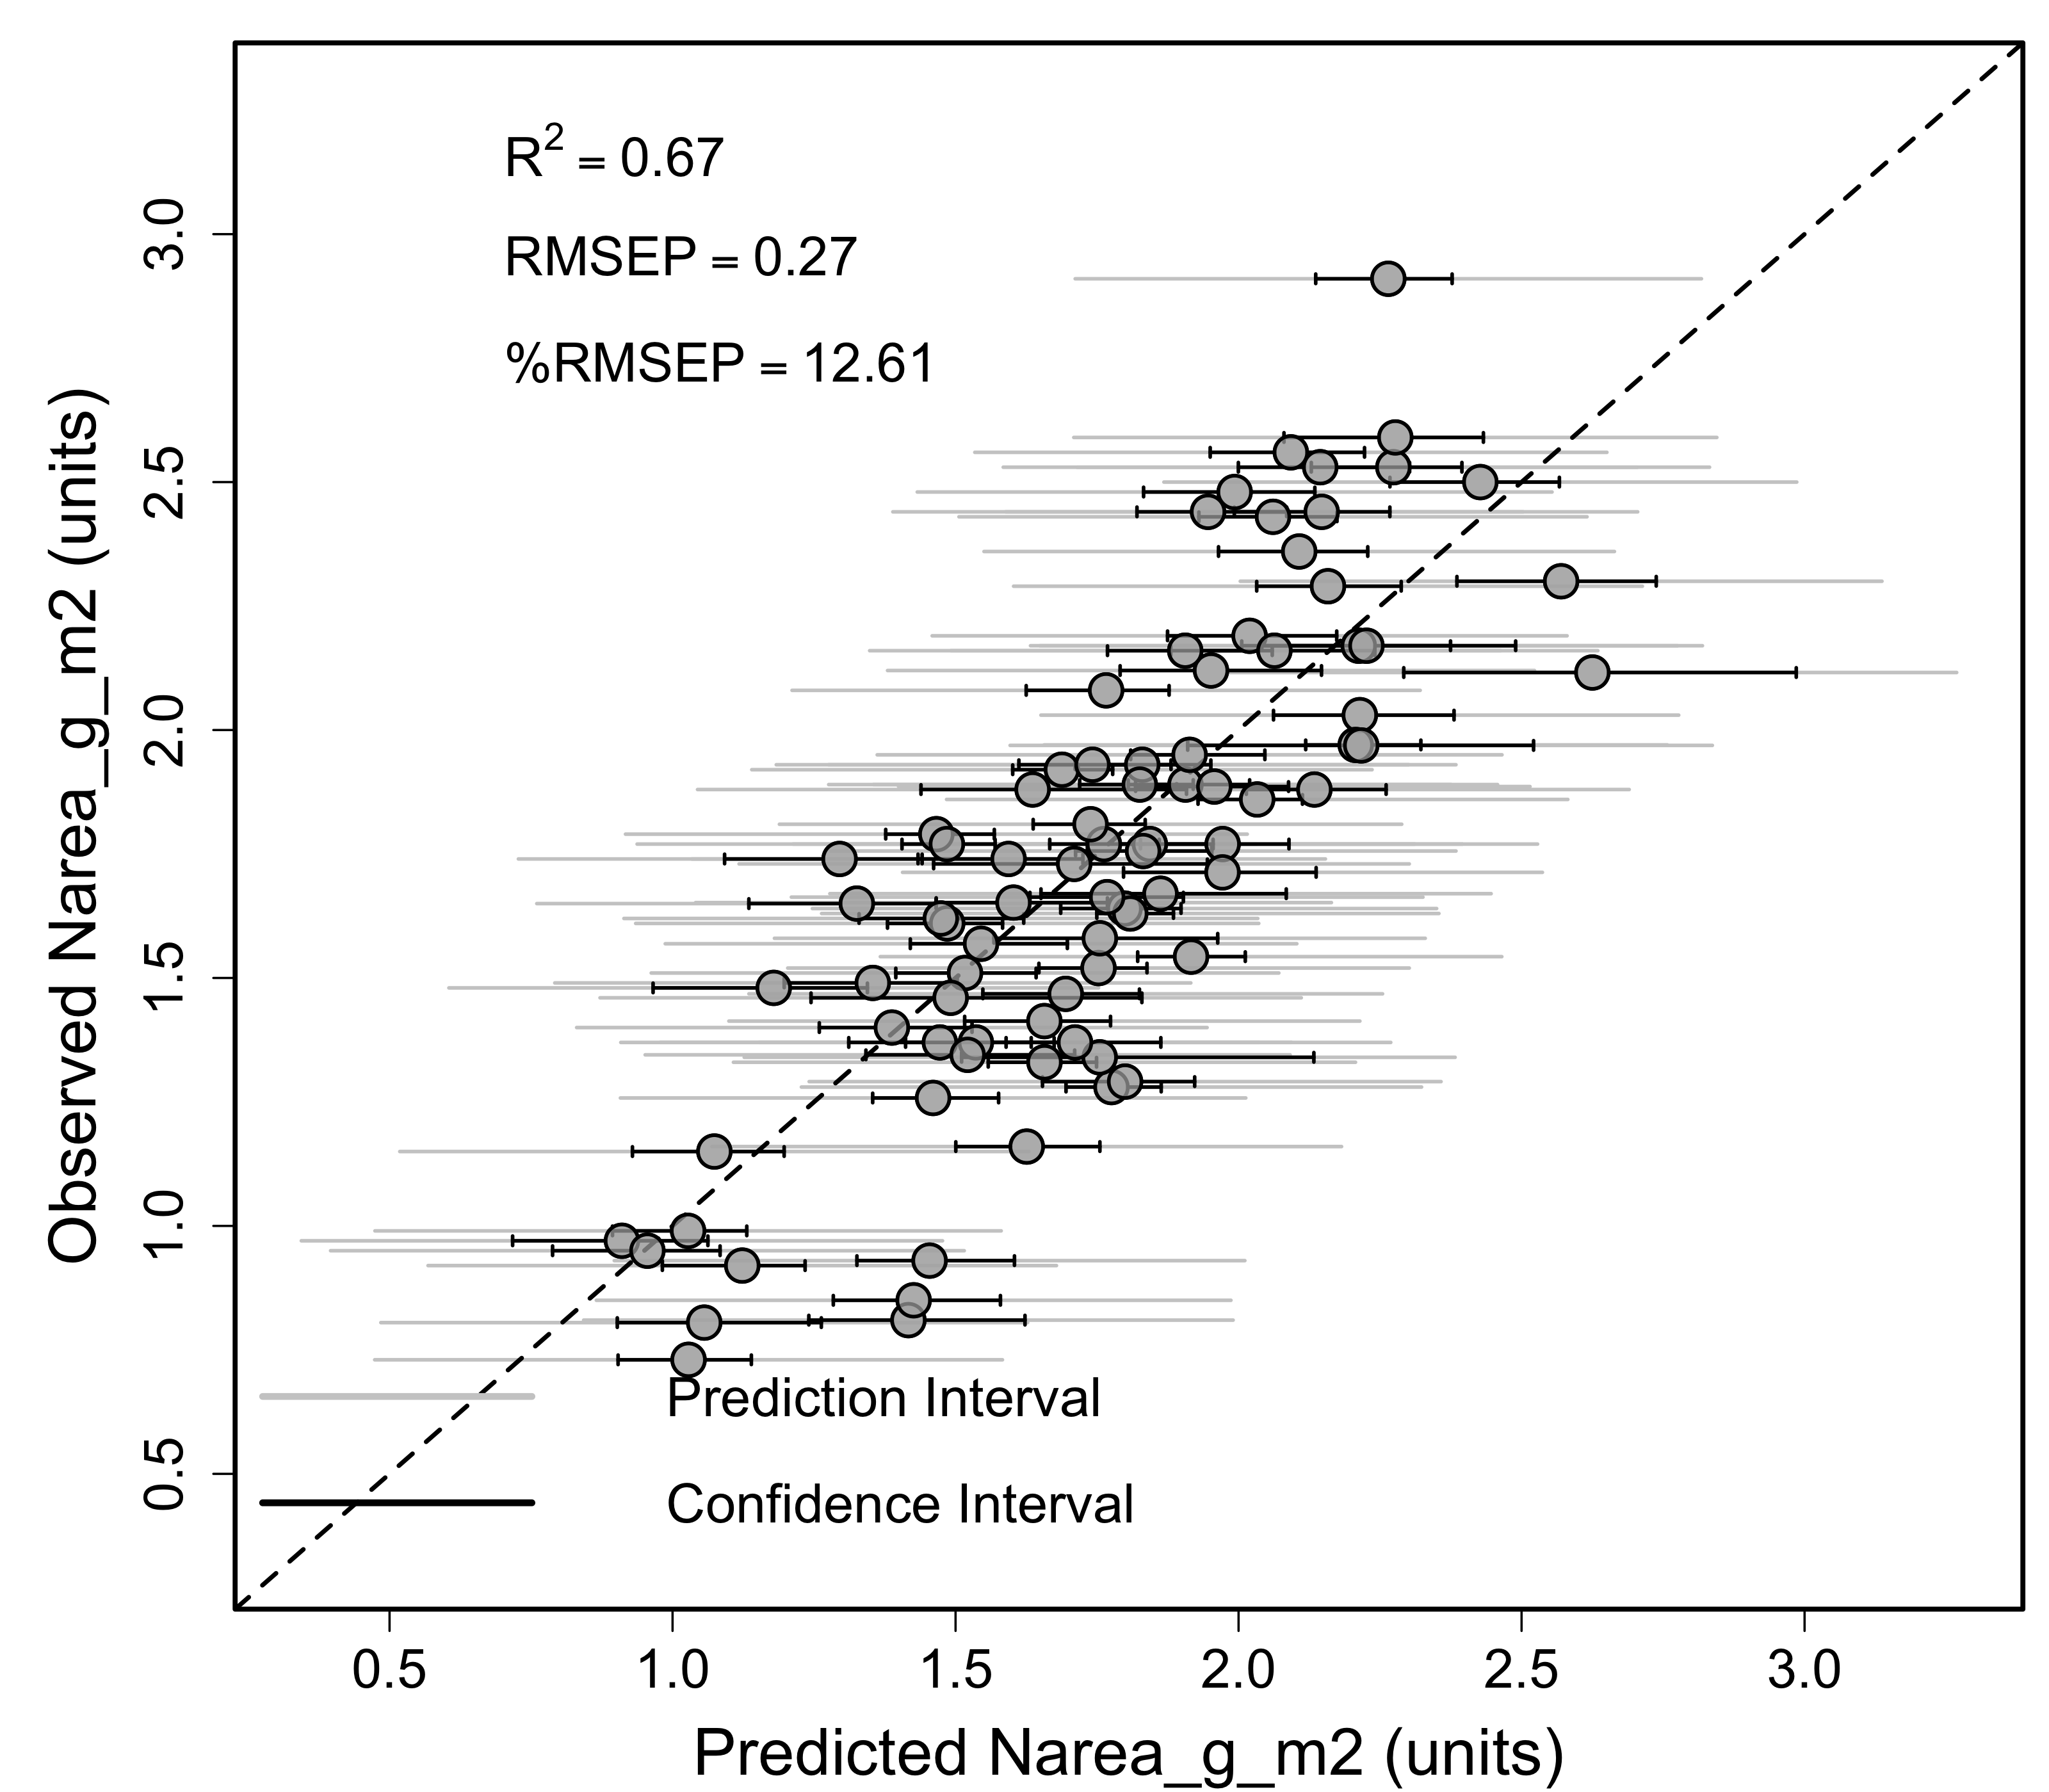 R2 = 0.67
RMSEP = 0.27
%RMSEP = 12.61
Observed Narea_g_m2 (units)
3.0
2.5
2.0
1.5
1.0
0.5
Prediction Interval
Confidence Interval
0.5 1.0 1.5 2.0 2.5 3.0
Predicted Narea_g_m2 (units)